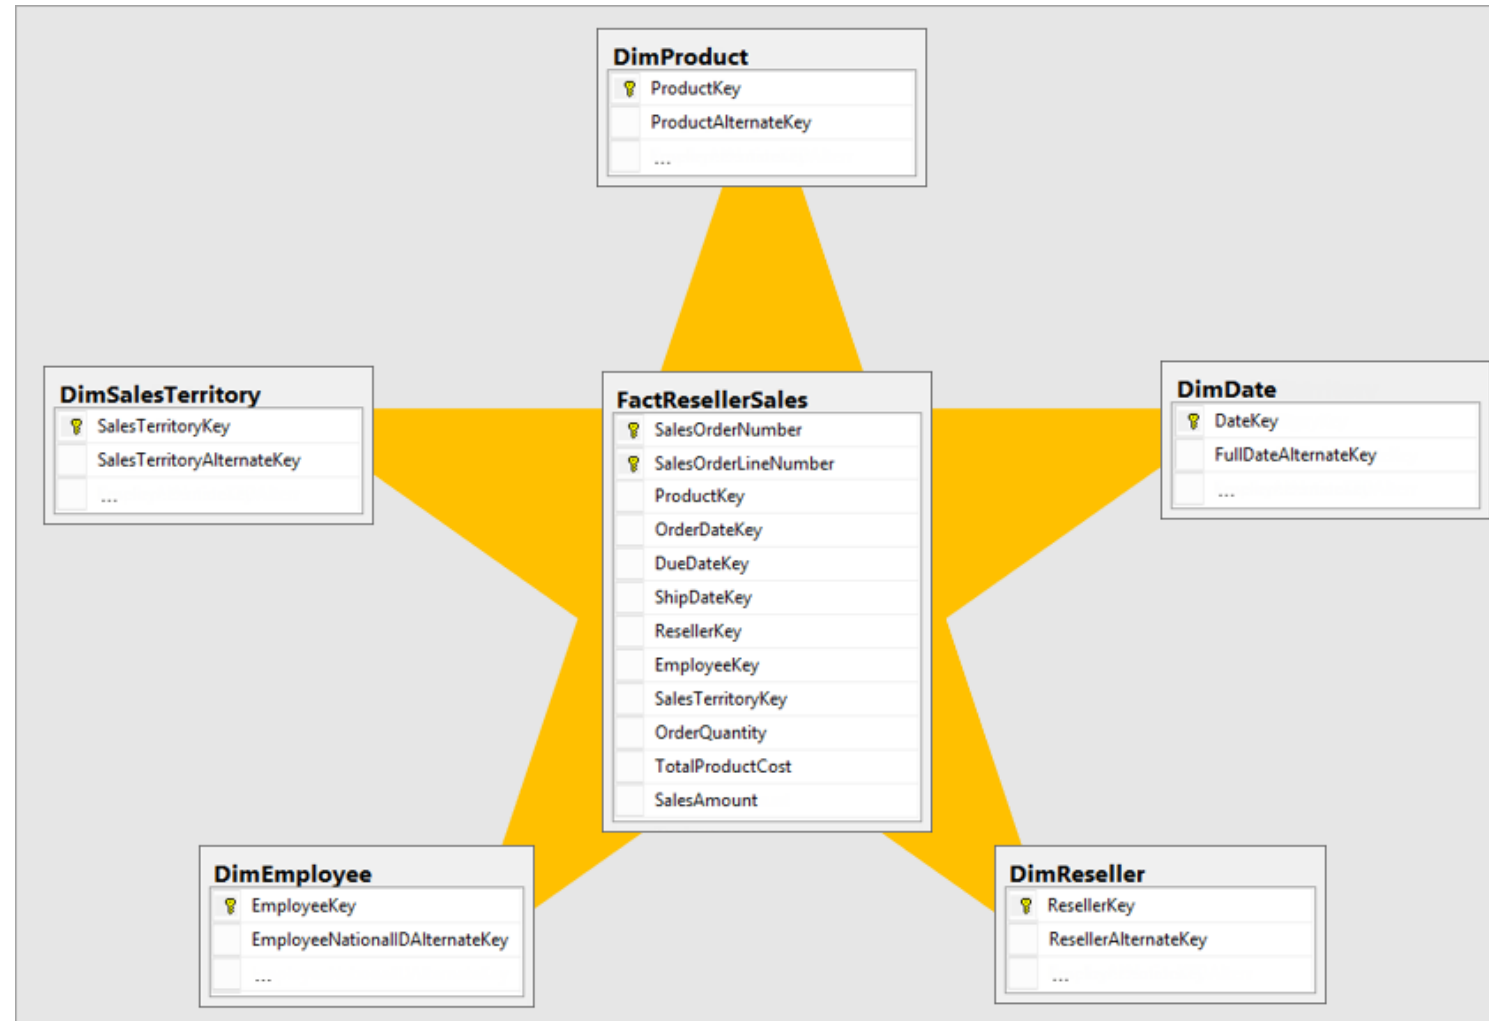 DimProduct
ProductKey
ProductAlternateKey
...
DimSalesTerritory
SalesTerritoryKey
SalesTerritoryAlternateKey
...
FactResellerSales
SalesOrderNumber
SalesOrderLineNumber
ProductKey
OrderDateKey
DueDateKey
ShipDateKey
ResellerKey
EmployeeKey
SalesTerritoryKey
OrderQuantity
TotalProductCost
SalesAmount
DimDate
DateKey
FullDateAlternateKey
...
DimEmployee
EmployeeKey
EmployeeNationalIDAlternateKey
...
DimReseller
ResellerKey
ResellerAlternateKey
...